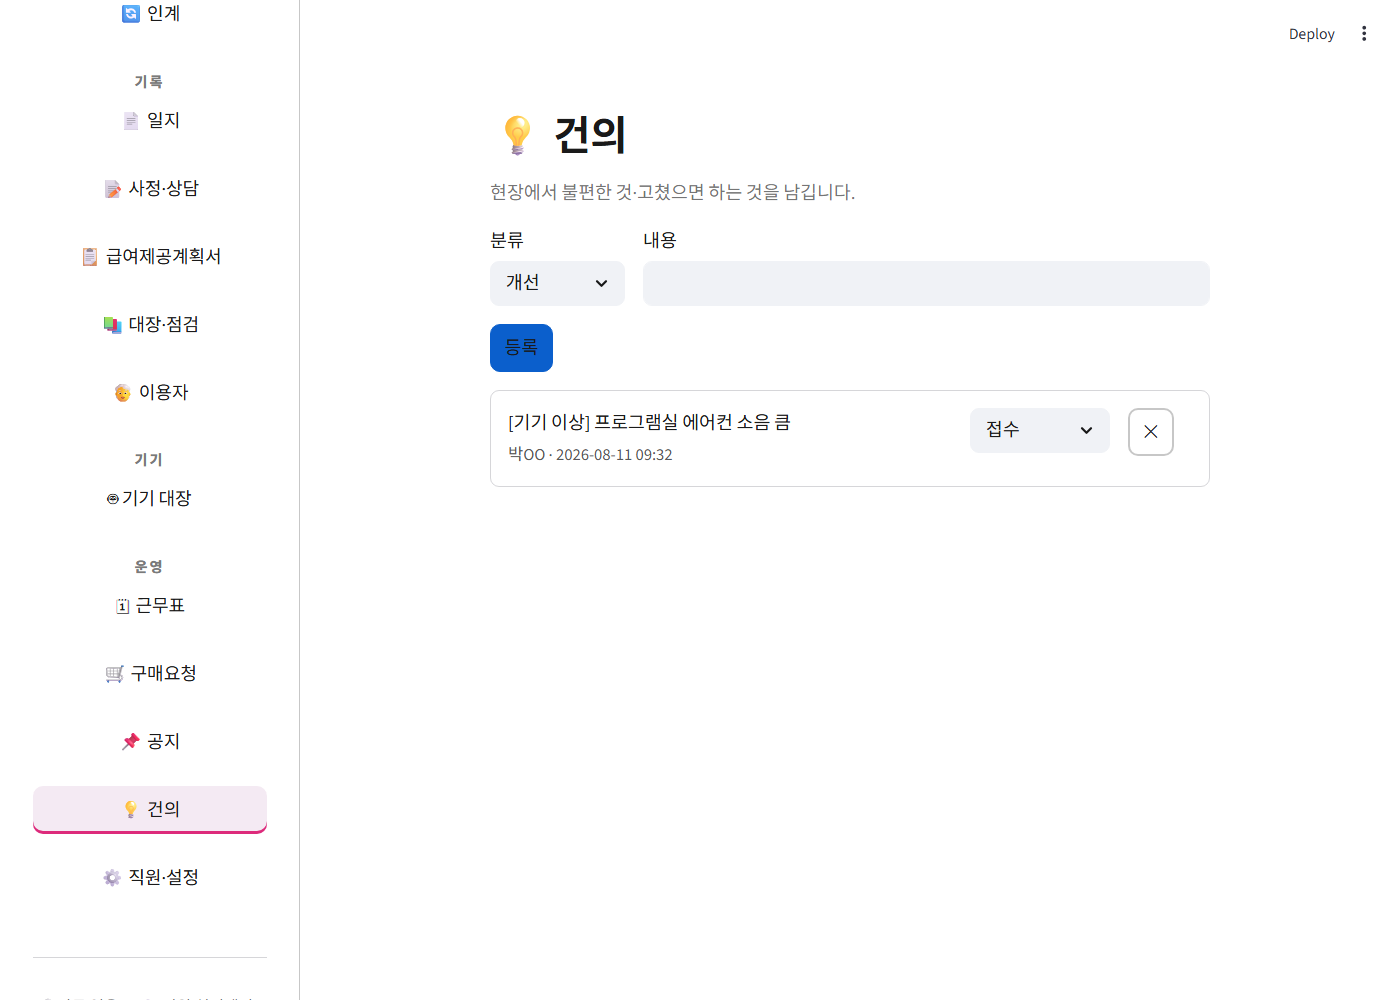 인계
기록
일지
사정·상담
급여제공계획서
대장·점검
이용자
기기
기기 대장
운영
근무표
구매요청
공지
건의
직원·설정
Deploy
건의
현장에서 불편한 것·고쳤으면 하는 것을 남깁니다.
분류
내용
개선
등록
[기기 이상] 프로그램실 에어컨 소음 큼
박OO · 2026-08-11 09:32
접수